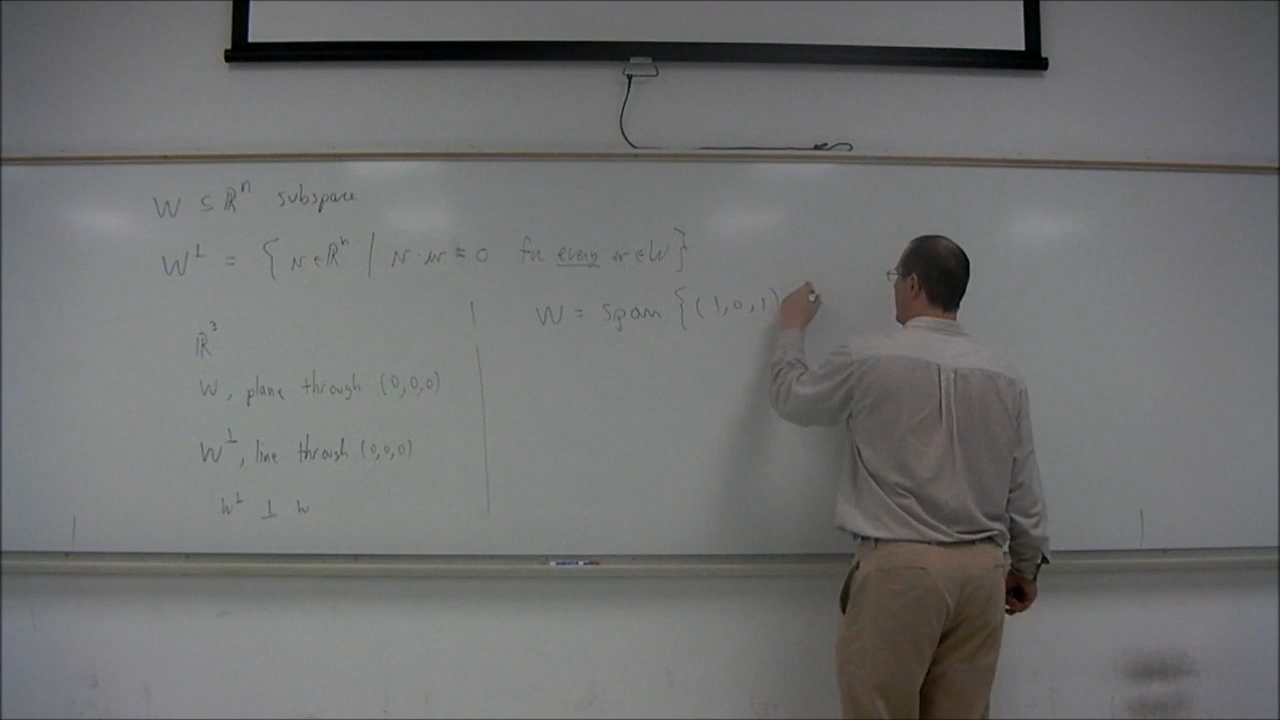 W ⊆ ℝⁿ subspace
W^⊥ = { v ∈ ℝⁿ | v · w = 0 for every w ∈ W }
ℝ³
W, plane through (0,0,0)
W^⊥, line through (0,0,0)
W^⊥ ⊥ W
W = span { (1,0,1)